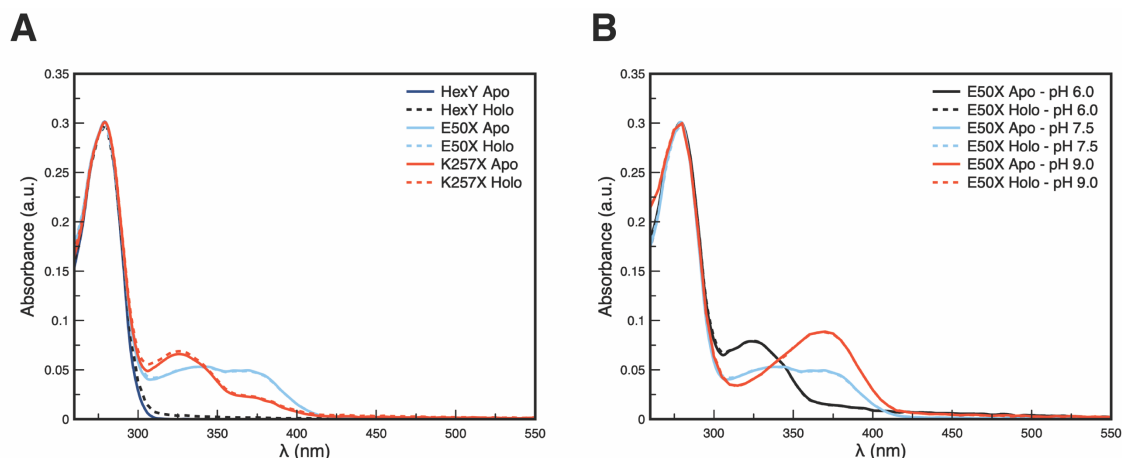 A
B
0.35
0.3
0.25
0.2
0.15
0.1
0.05
0
Absorbance (a.u.)
300
350
400
450
500
550
λ (nm)
HexY Apo
HexY Holo
E50X Apo
E50X Holo
K257X Apo
K257X Holo
0.35
0.3
0.25
0.2
0.15
0.1
0.05
0
Absorbance (a.u.)
300
350
400
450
500
550
λ (nm)
E50X Apo - pH 6.0
E50X Holo - pH 6.0
E50X Apo - pH 7.5
E50X Holo - pH 7.5
E50X Apo - pH 9.0
E50X Holo - pH 9.0